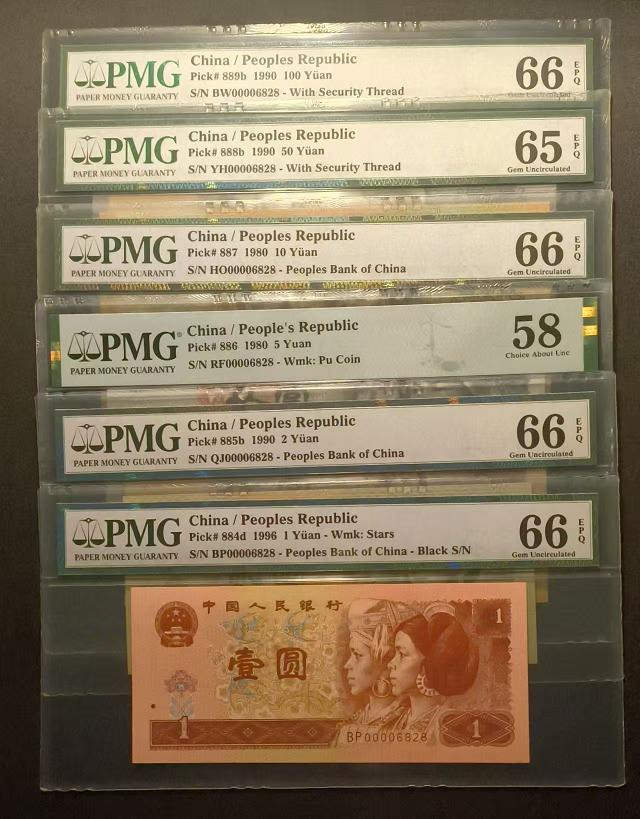 PMG
PAPER MONEY GUARANTY
China / Peoples Republic
Pick# 889b 1990 100 Yüan
S/N BW00006828 - With Security Thread
66 EPQ
Gem Uncirculated
PMG
PAPER MONEY GUARANTY
China / Peoples Republic
Pick# 888b 1990 50 Yüan
S/N YH00006828 - With Security Thread
65 EPQ
Gem Uncirculated
PMG
PAPER MONEY GUARANTY
China / Peoples Republic
Pick# 887 1980 10 Yüan
S/N HO00006828 - Peoples Bank of China
66 EPQ
Gem Uncirculated
PMG
PAPER MONEY GUARANTY
China / People's Republic
Pick# 886 1980 5 Yuan
S/N RF00006828 - Wmk: Pu Coin
58
Choice About Unc
PMG
PAPER MONEY GUARANTY
China / Peoples Republic
Pick# 885b 1990 2 Yüan
S/N QJ00006828 - Peoples Bank of China
66 EPQ
Gem Uncirculated
PMG
PAPER MONEY GUARANTY
China / Peoples Republic
Pick# 884d 1996 1 Yüan - Wmk: Stars
S/N BP00006828 - Peoples Bank of China - Black S/N
66 EPQ
Gem Uncirculated
中国人民银行
1
壹圆
1
BP00006828
1